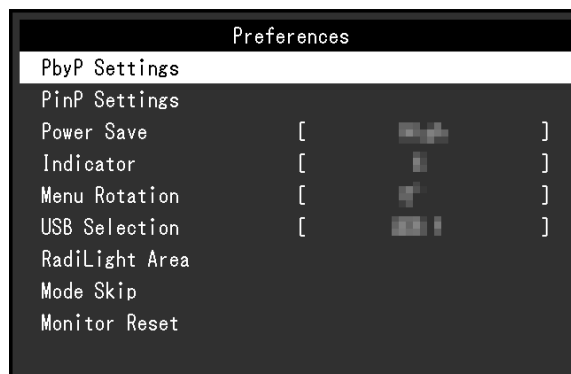 Preferences
PbyP Settings
PinP Settings
Power Save [ ]
Indicator [ ]
Menu Rotation [ ]
USB Selection [ ]
RadiLight Area
Mode Skip
Monitor Reset